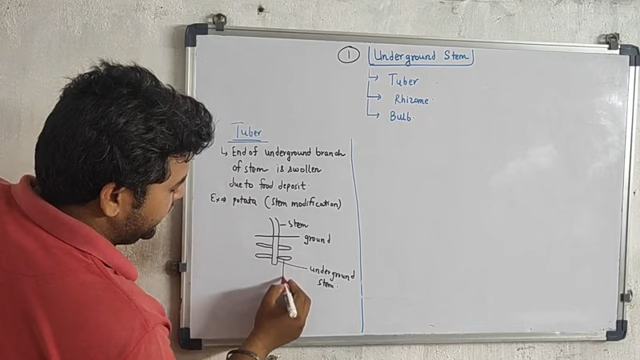 1 Underground Stem
→ Tuber
→ Rhizome
→ Bulb.
Tuber
↳ End of underground branch
of stem is swollen
due to food deposit.
Ex→ potato (stem modification)
stem
ground
underground
stem.